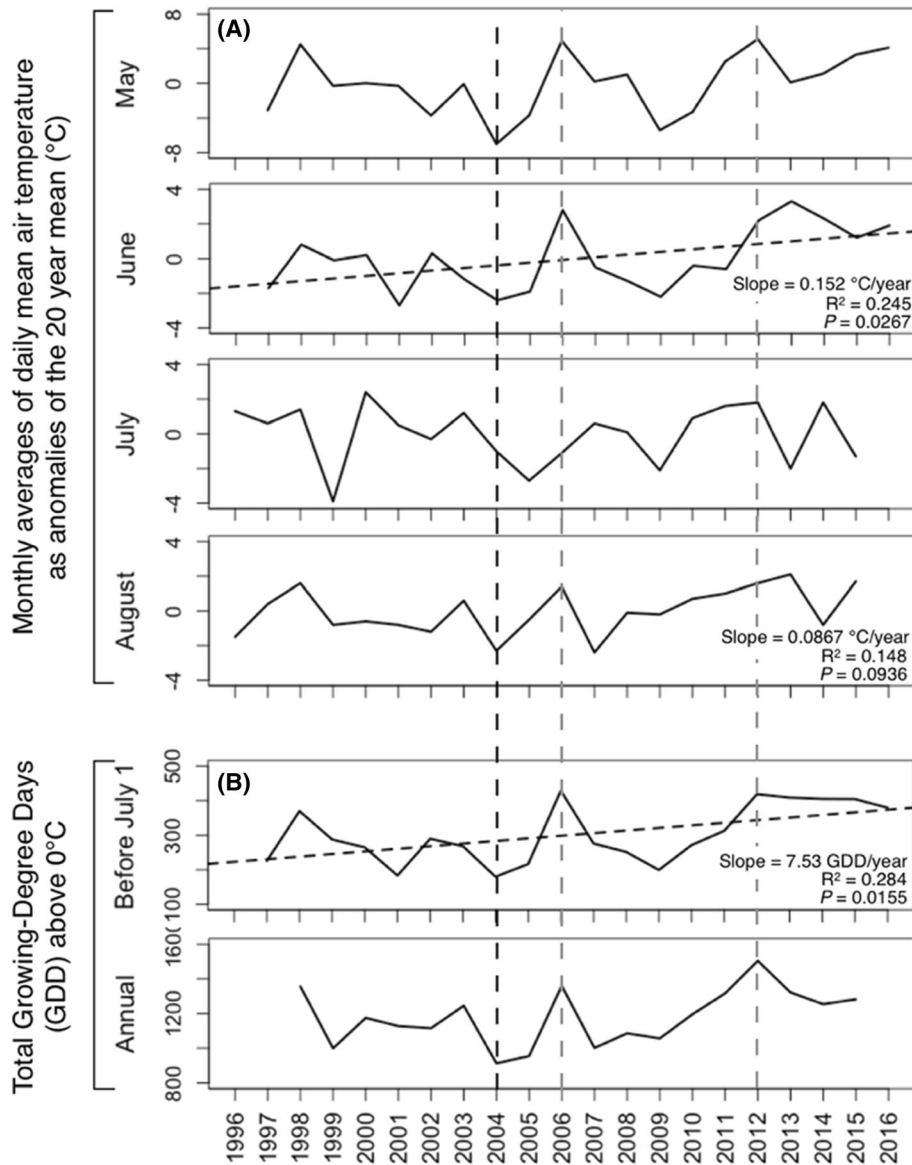 Monthly averages of daily mean air temperature
as anomalies of the 20 year mean (°C)
May
(A)
8
0
-8
June
4
0
-4
Slope = 0.152 °C/year
R² = 0.245
P = 0.0267
July
4
0
-4
August
4
0
-4
Slope = 0.0867 °C/year
R² = 0.148
P = 0.0936
Total Growing-Degree Days
(GDD) above 0°C
Before July 1
(B)
500
300
100
Slope = 7.53 GDD/year
R² = 0.284
P = 0.0155
Annual
1200
800
1996 1997 1998 1999 2000 2001 2002 2003 2004 2005 2006 2007 2008 2009 2010 2011 2012 2013 2014 2015 2016